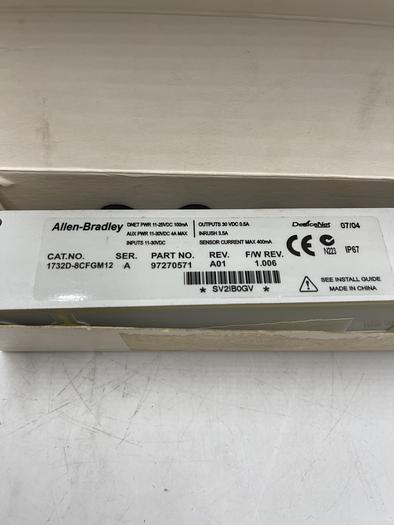 Allen-Bradley
DNET PWR 11-25VDC 100mA
AUX PWR 11-30VDC 4A MAX
INPUTS 11-30VDC
OUTPUTS 30 VDC 0.5A
INRUSH 3.5A
SENSOR CURRENT MAX 400mA
DeviceNet
07/04
CE
N223
IP67
CAT.NO. SER. PART NO. REV. F/W REV.
1732D-8CFGM12 A 97270571 A01 1.006
* SV2IB0GV *
SEE INSTALL GUIDE
MADE IN CHINA